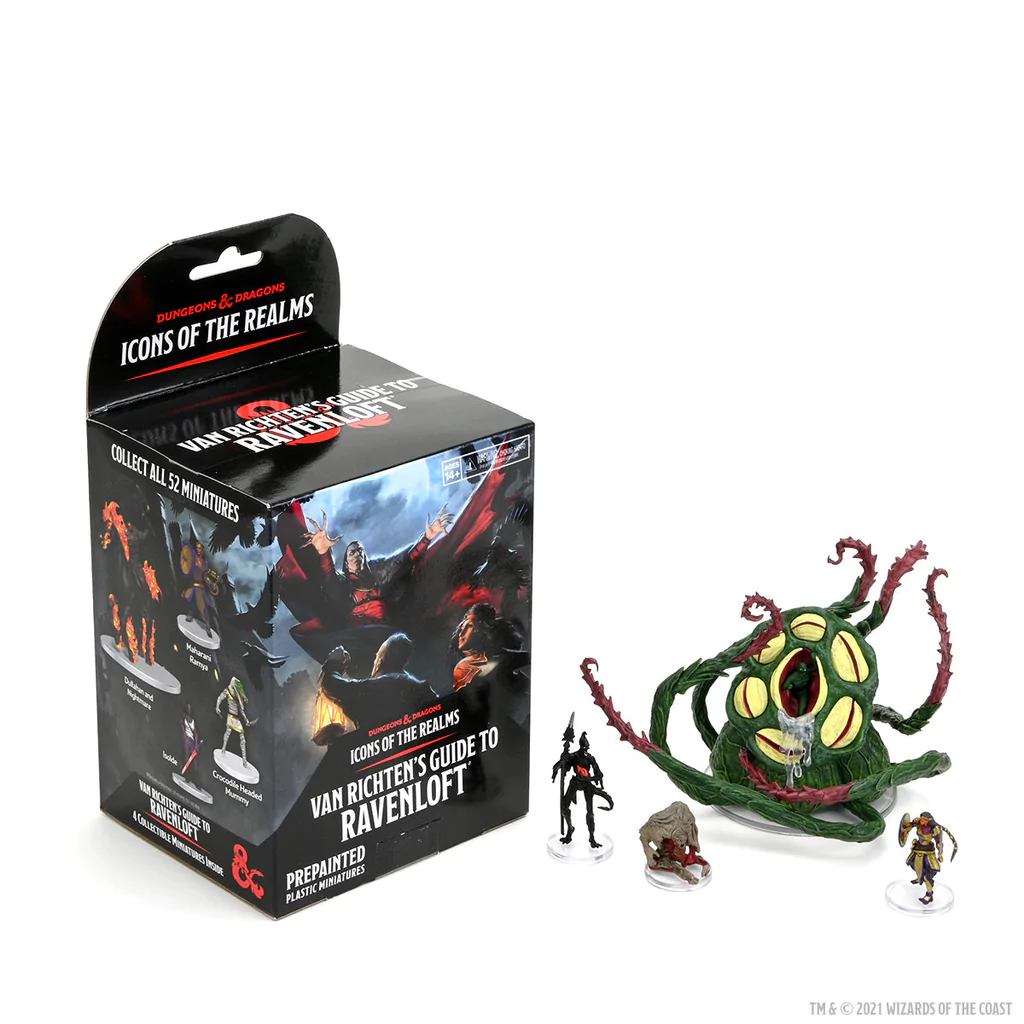 DUNGEONS & DRAGONS
ICONS OF THE REALMS
VAN RICHTEN'S GUIDE TO
RAVENLOFT
COLLECT ALL 52 MINIATURES
Maharani
Ramya
Dullahan and
Nightmare
Isolde
Crocodile Headed
Mummy
VAN RICHTEN'S GUIDE TO
RAVENLOFT
4 COLLECTIBLE MINIATURES INSIDE
AGES
14+
DUNGEONS & DRAGONS
ICONS OF THE REALMS
VAN RICHTEN'S GUIDE TO
RAVENLOFT
PREPAINTED
PLASTIC MINIATURES
TM & © 2021 WIZARDS OF THE COAST